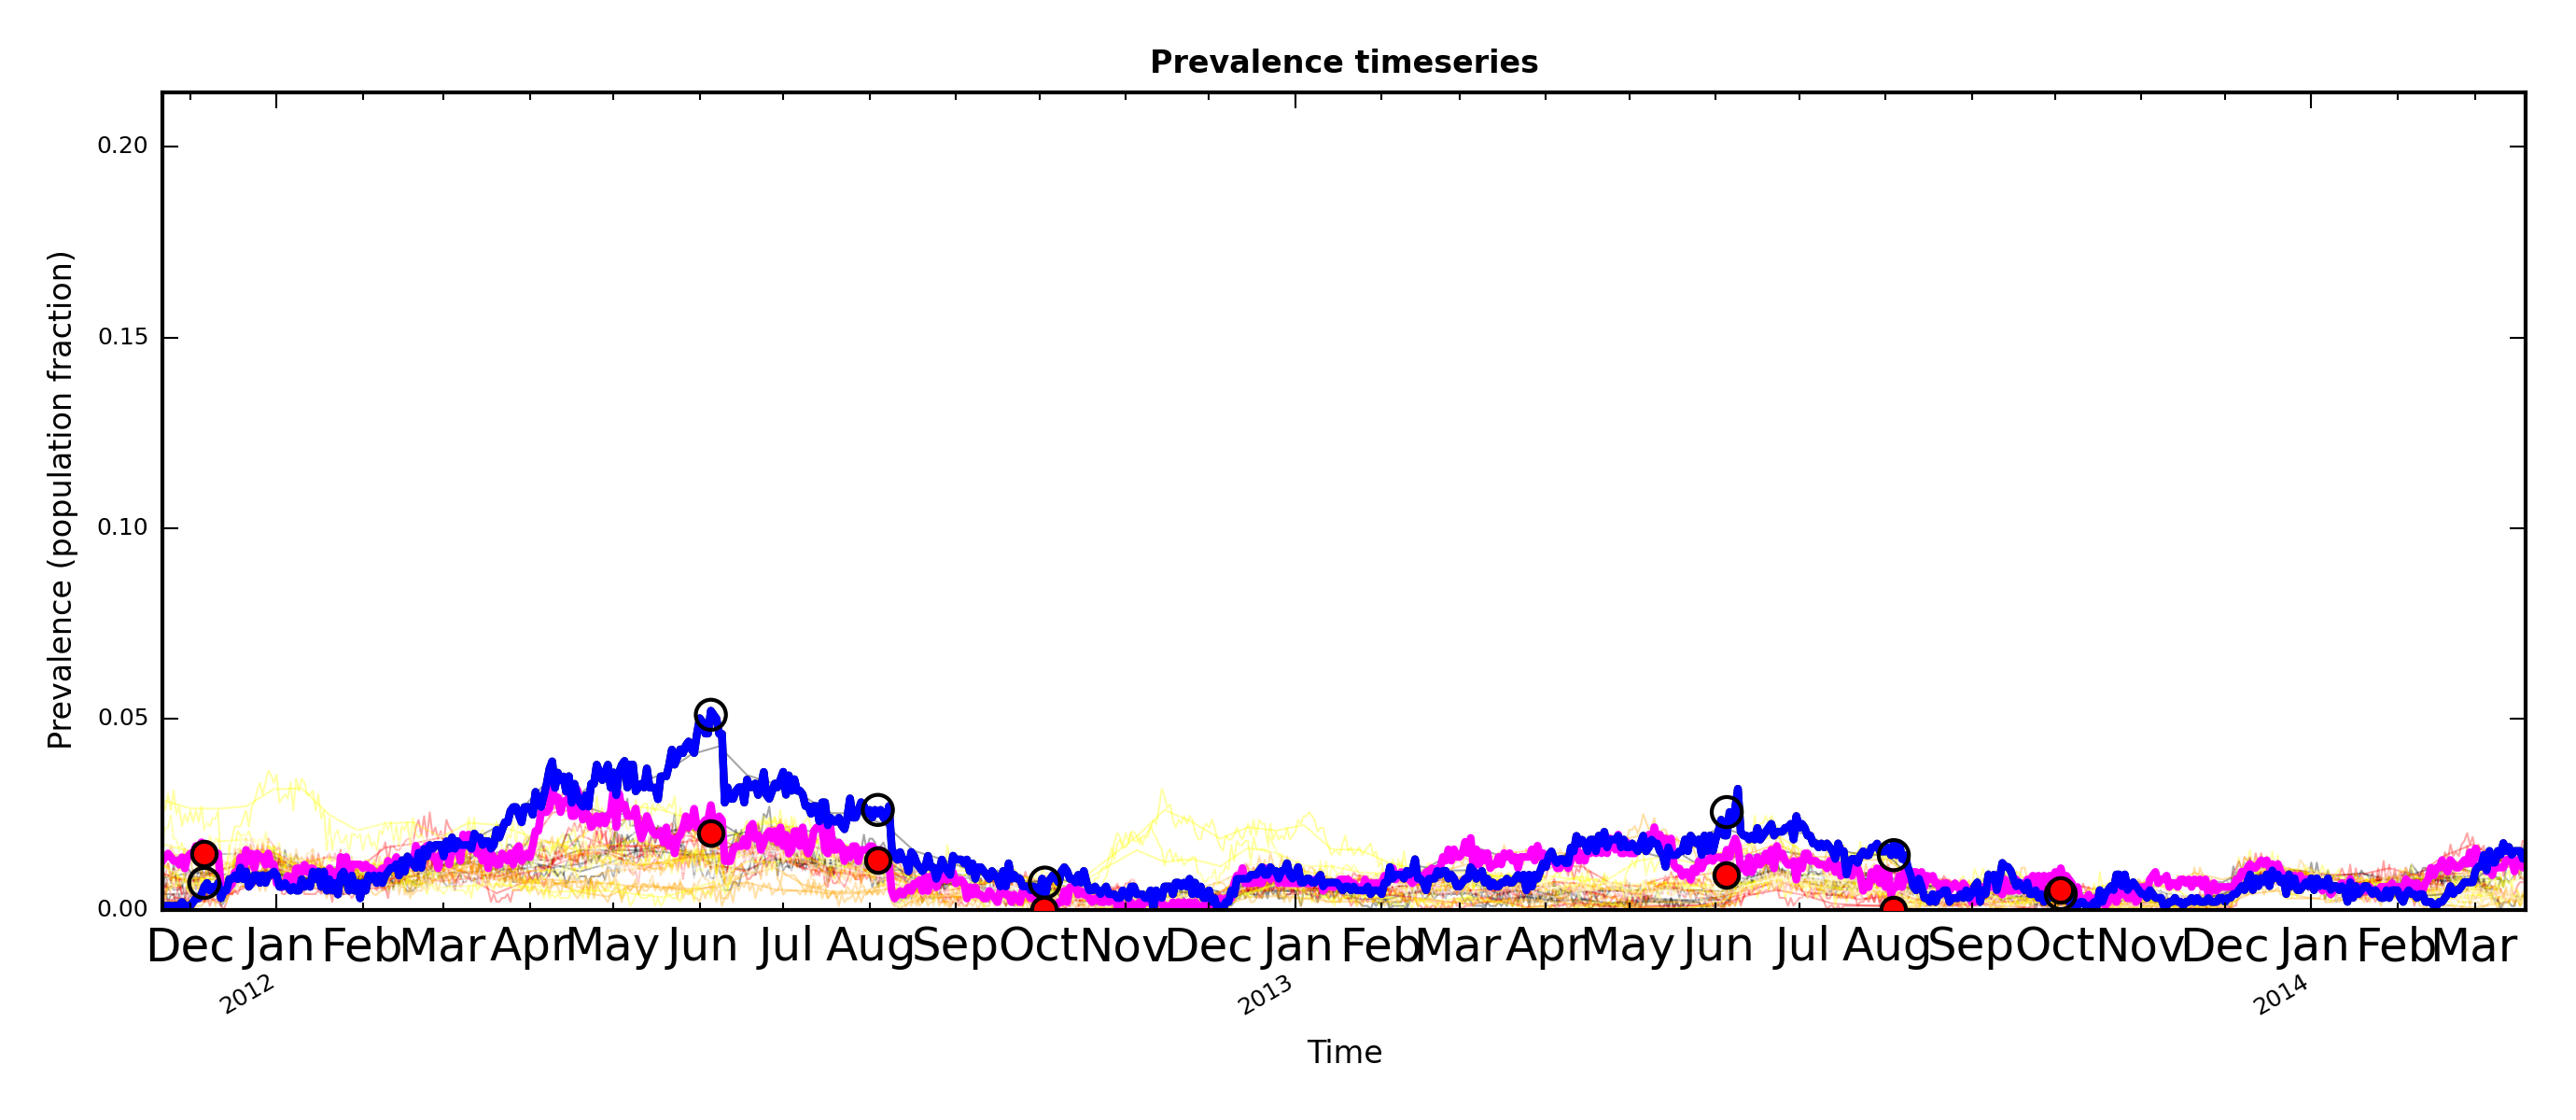 Prevalence timeseries
Prevalence (population fraction)
0.20
0.15
0.10
0.05
0.00
Dec Jan Feb Mar Apr May Jun Jul Aug Sep Oct Nov Dec Jan Feb Mar Apr May Jun Jul Aug Sep Oct Nov Dec Jan Feb Mar
2012 2013 2014
Time